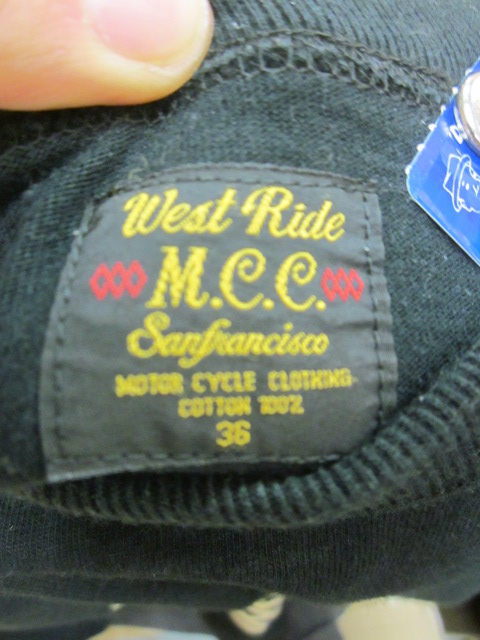 West Ride
M.C.C.
Sanfrancisco
MOTOR CYCLE CLOTHING
COTTON 100%
36